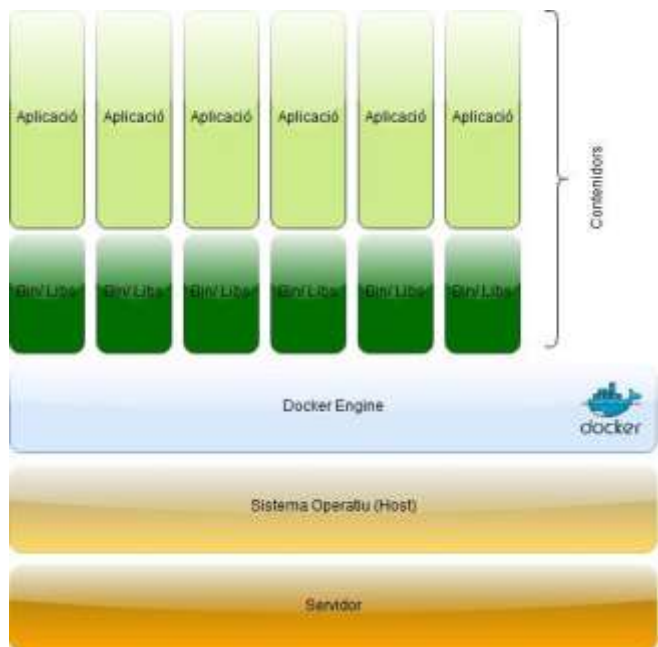 Aplicació Aplicació Aplicació Aplicació Aplicació Aplicació
Contenidors
Bin/ Libs Bin/ Libs Bin/ Libs Bin/ Libs Bin/ Libs Bin/ Libs
Docker Engine
docker
Sistema Operatiu (Host)
Servidor